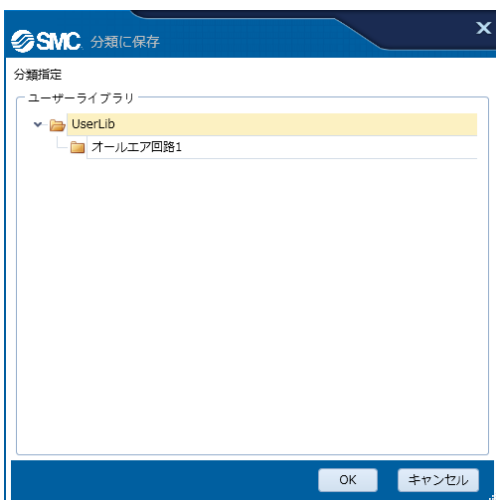 SMC 分類に保存
分類指定
ユーザーライブラリ
UserLib
オールエア回路1
OK キャンセル